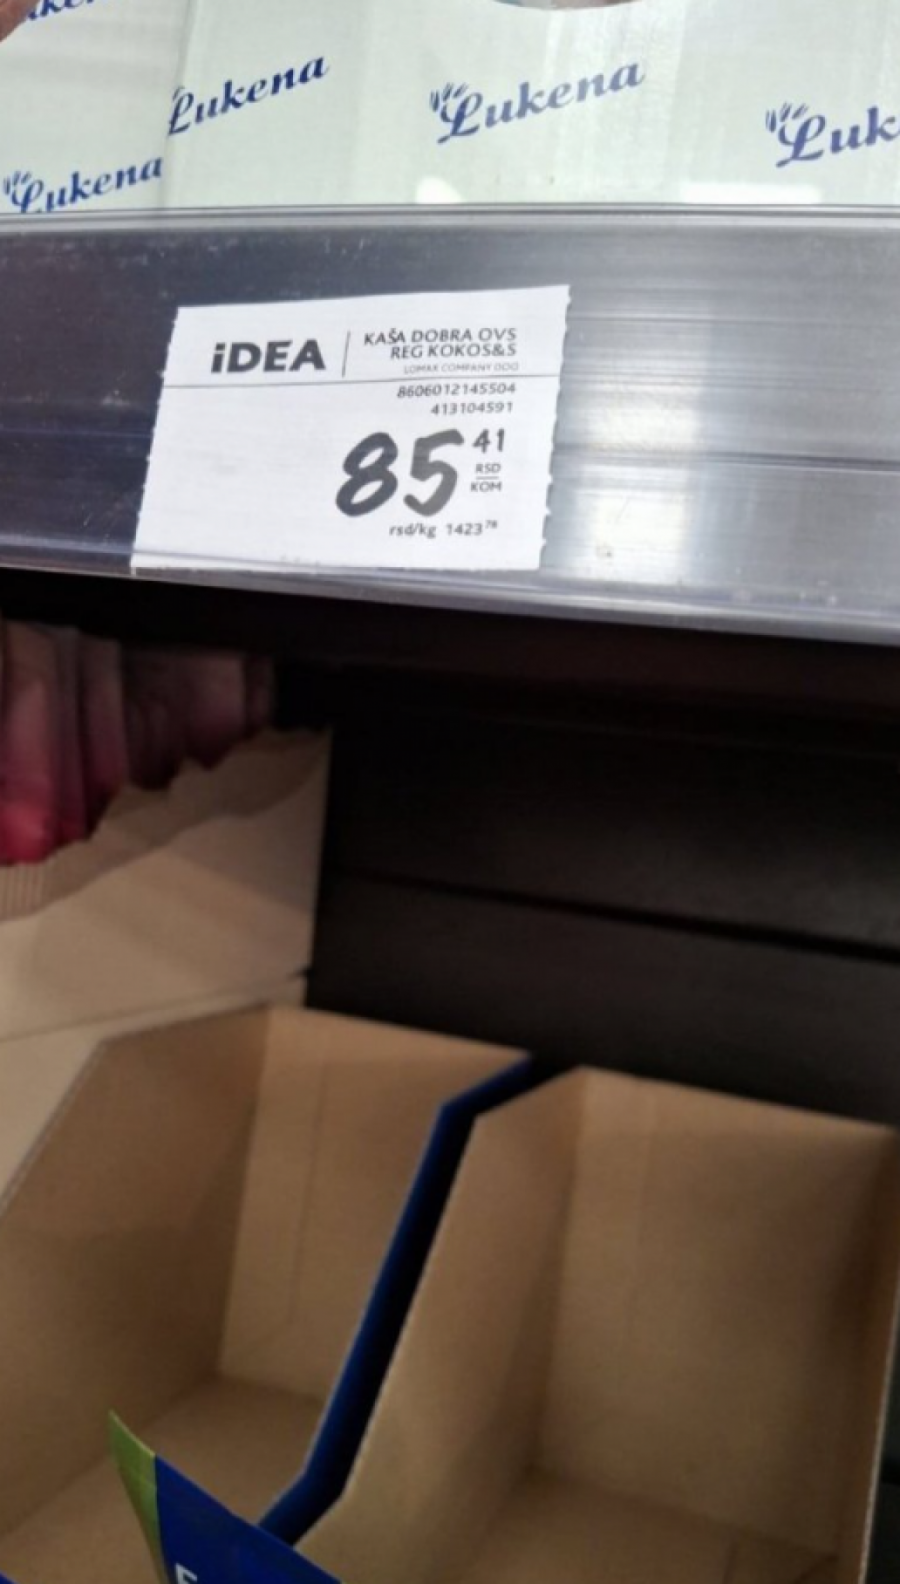 Lukena
Lukena
Lukena
iDEA
KAŠA DOBRA OVS
REG KOKOS&S
LOMAX COMPANY DOO
8606012145504
413104591
85 41
RSD
KOM
rsd/kg 1423 78